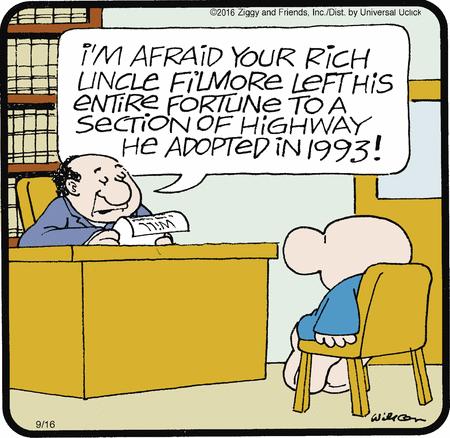 ©2016 Ziggy and Friends, Inc./Dist. by Universal Uclick
I'M AFRAID YOUR RICH
UNCLE FILMORE LEFT HIS
ENTIRE FORTUNE TO A
SECTION OF HIGHWAY
HE ADOPTED IN 1993!
WILL
9/16
WILSON